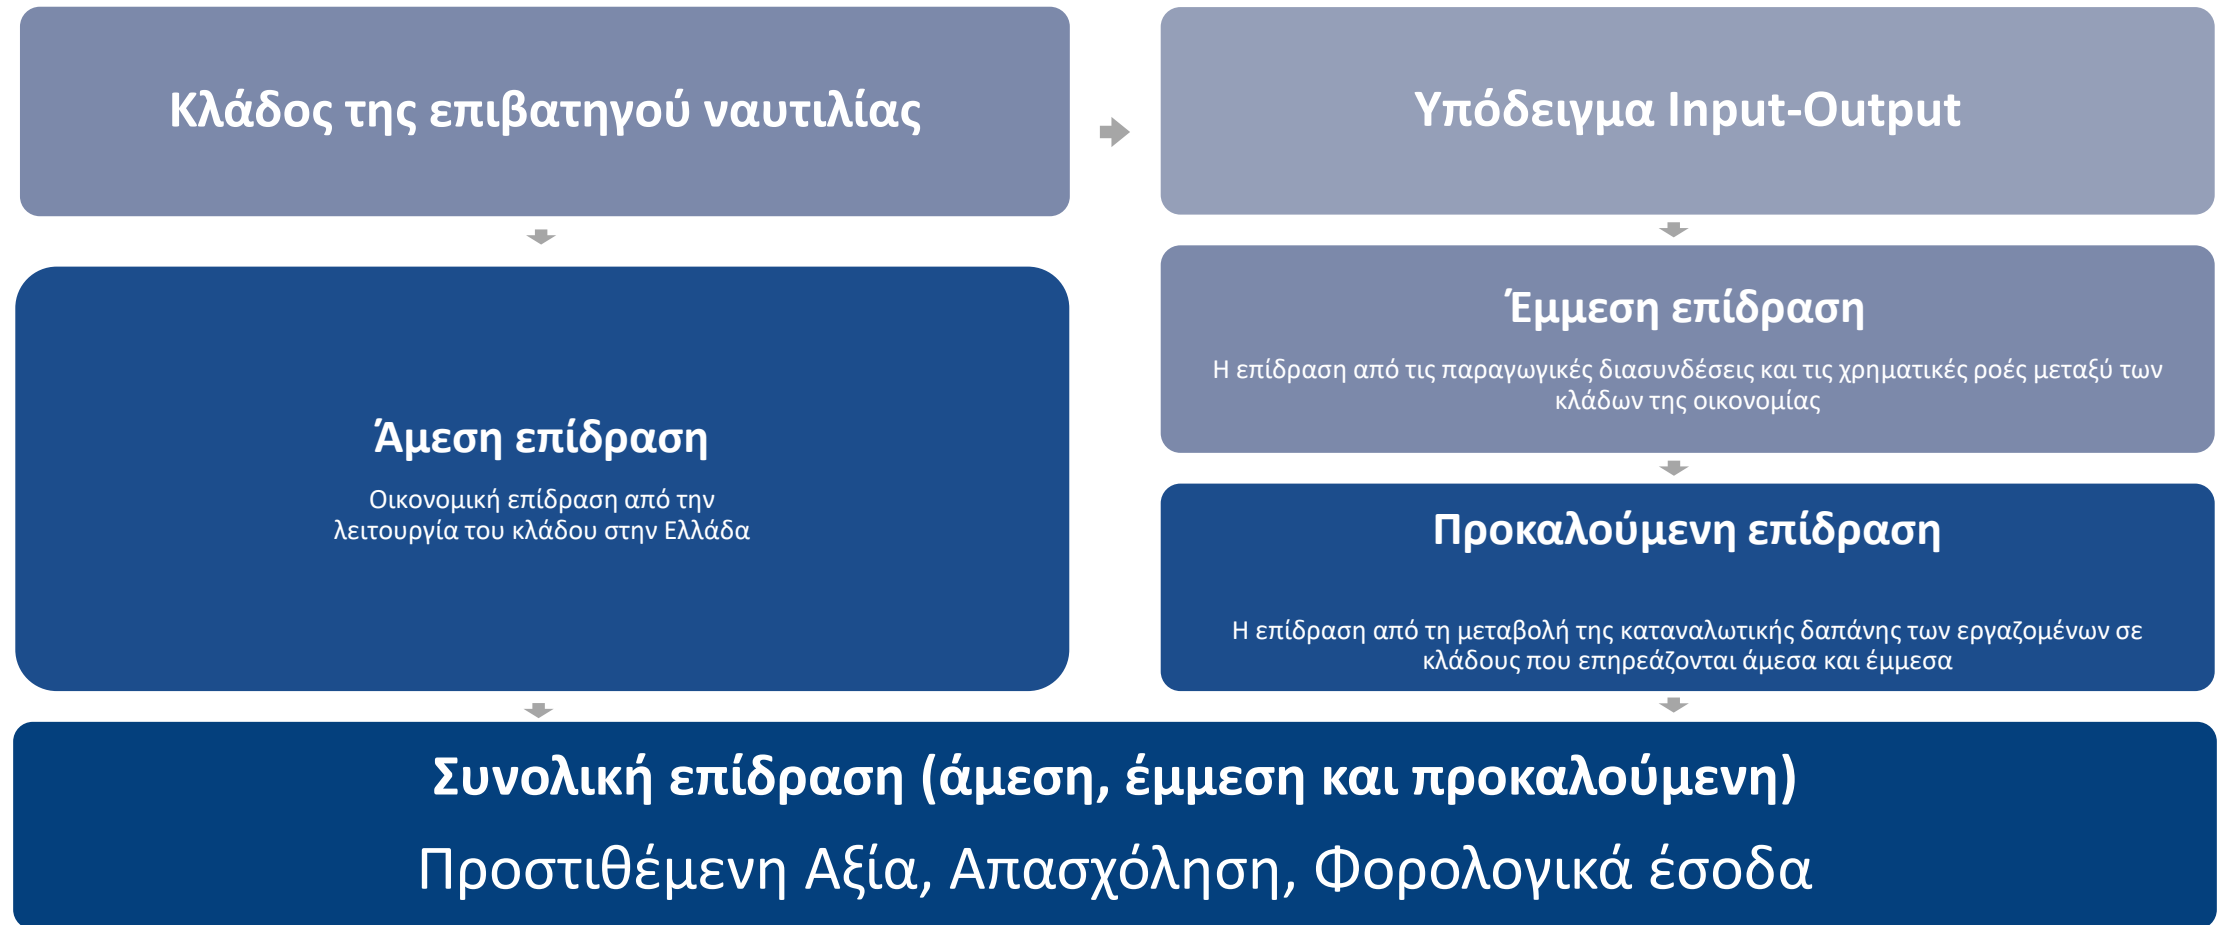 Κλάδος της επιβατηγού ναυτιλίας
Υπόδειγμα Input-Output
Άμεση επίδραση
Οικονομική επίδραση από την
λειτουργία του κλάδου στην Ελλάδα
Έμμεση επίδραση
Η επίδραση από τις παραγωγικές διασυνδέσεις και τις χρηματικές ροές μεταξύ των
κλάδων της οικονομίας
Προκαλούμενη επίδραση
Η επίδραση από τη μεταβολή της καταναλωτικής δαπάνης των εργαζομένων σε
κλάδους που επηρεάζονται άμεσα και έμμεσα
Συνολική επίδραση (άμεση, έμμεση και προκαλούμενη)
Προστιθέμενη Αξία, Απασχόληση, Φορολογικά έσοδα